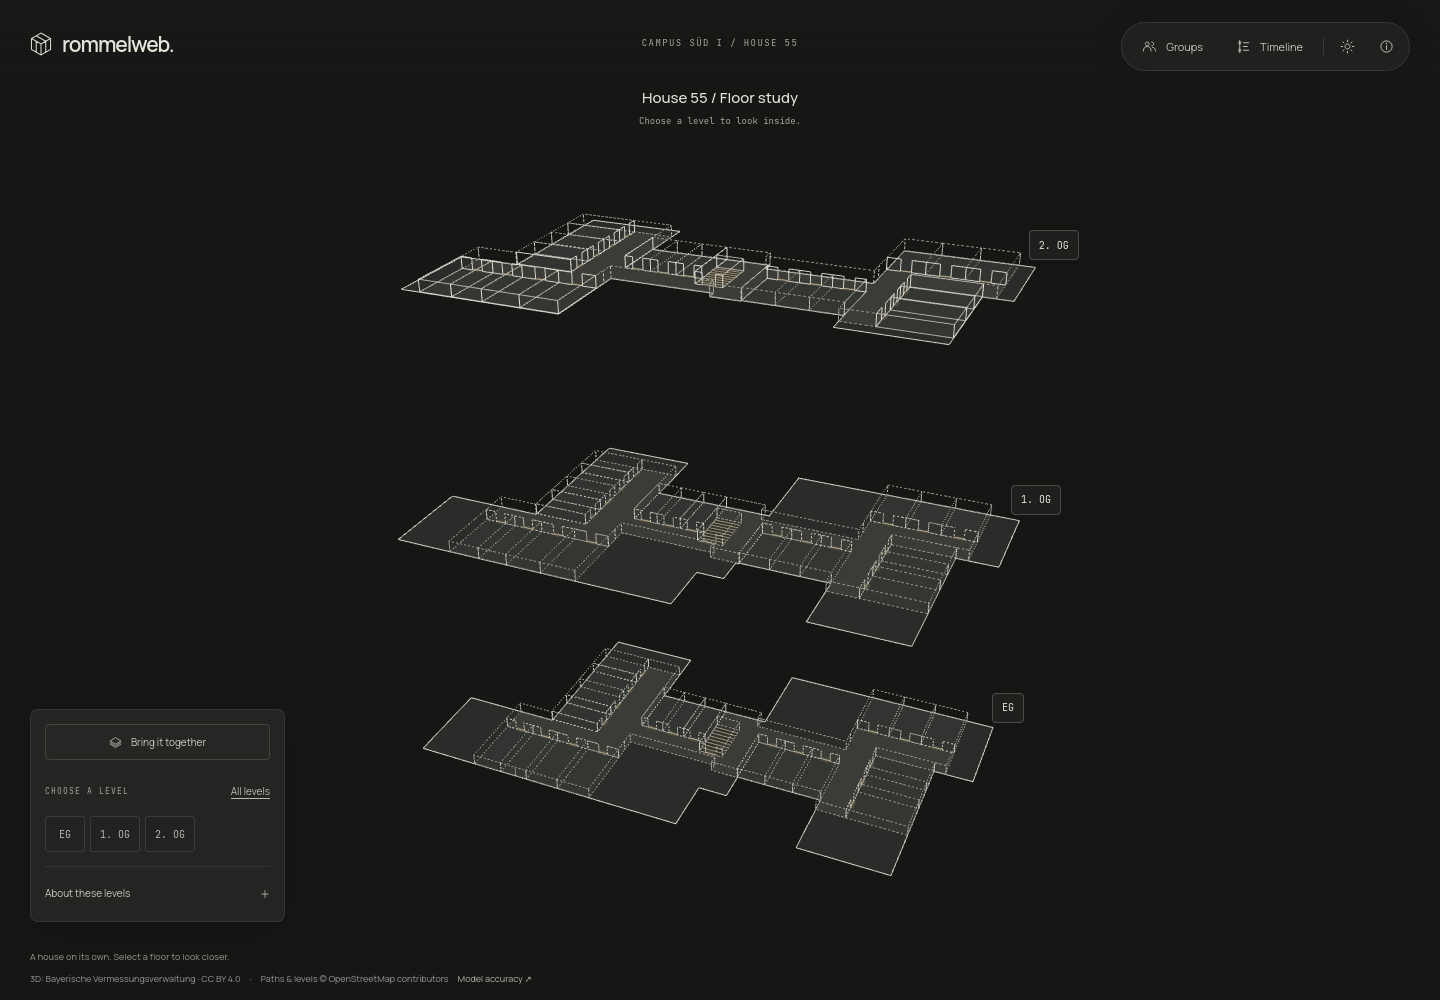 rommelweb.
CAMPUS SÜD I / HOUSE 55
Groups
Timeline
House 55 / Floor study
Choose a level to look inside.
2. OG
1. OG
EG
Bring it together
CHOOSE A LEVEL
All levels
EG
1. OG
2. OG
About these levels
+
A house on its own. Select a floor to look closer.
3D: Bayerische Vermessungsverwaltung · CC BY 4.0 · Paths & levels © OpenStreetMap contributors Model accuracy ↗